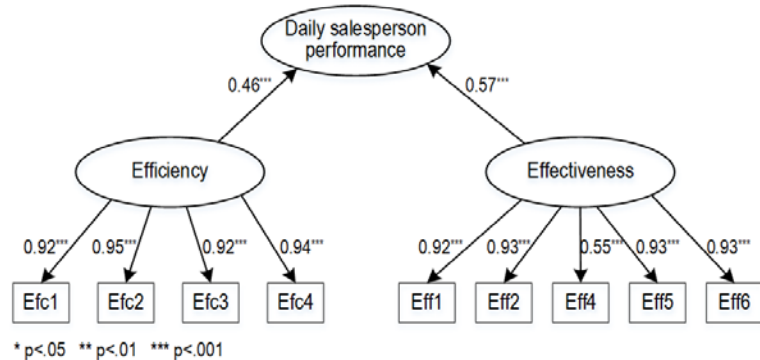 Daily salesperson
performance
0.46***
0.57***
Efficiency
Effectiveness
0.92***
0.95***
0.92***
0.94***
0.92***
0.93***
0.55***
0.93***
0.93***
Efc1
Efc2
Efc3
Efc4
Eff1
Eff2
Eff4
Eff5
Eff6
* p<.05 ** p<.01 *** p<.001